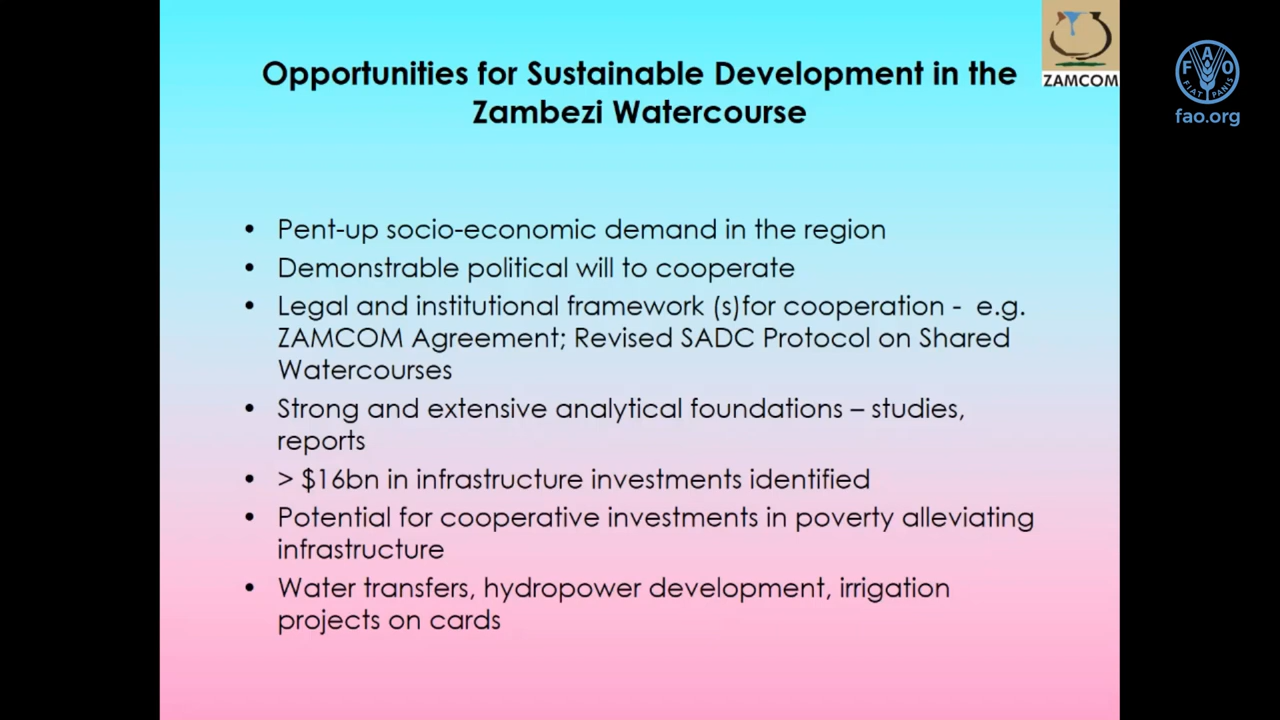 Opportunities for Sustainable Development in the
Zambezi Watercourse
ZAMCOM
FAO
FIAT PANIS
fao.org
• Pent-up socio-economic demand in the region
• Demonstrable political will to cooperate
• Legal and institutional framework (s)for cooperation - e.g.
ZAMCOM Agreement; Revised SADC Protocol on Shared
Watercourses
• Strong and extensive analytical foundations – studies,
reports
• > $16bn in infrastructure investments identified
• Potential for cooperative investments in poverty alleviating
infrastructure
• Water transfers, hydropower development, irrigation
projects on cards